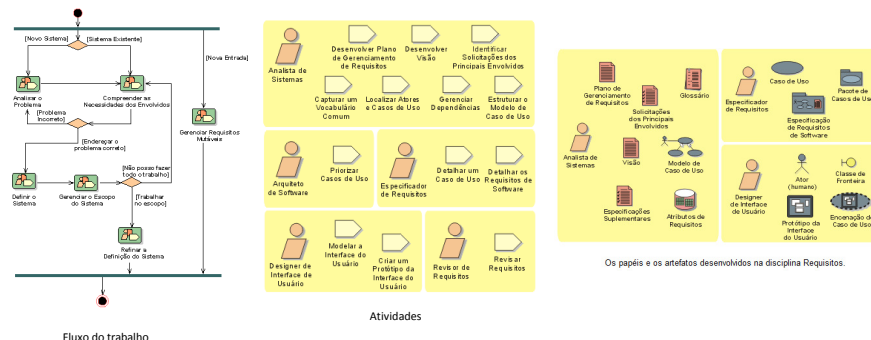 [Novo Sistema]
[Sistema Existente]
[Nova Entrada]
Analisar o
Problema
Compreender as
Necessidades dos Envolvidos
[Problema
Incorreto]
Gerenciar Requisitos
Mutáveis
[Endereçar o
problema correto]
[Não posso fazer
todo o trabalho]
Definir o
Sistema
Gerenciar o Escopo
do Sistema
[Trabalhar
no escopo]
Refinar a
Definição do Sistema
Fluxo do trabalho
Analista de
Sistemas
Desenvolver Plano
de Gerenciamento
de Requisitos
Desenvolver
Visão
Identificar
Solicitações dos
Principais Envolvidos
Capturar um
Vocabulário
Comum
Localizar Atores
e Casos de Uso
Gerenciar
Dependências
Estruturar o
Modelo de
Caso de Uso
Arquiteto
de Software
Priorizar
Casos de Uso
Especificador
de Requisitos
Detalhar um
Caso de Uso
Detalhar os
Requisitos de
Software
Designer de
Interface de
Usuário
Modelar a
Interface do
Usuário
Criar um
Protótipo da
Interface do
Usuário
Revisor de
Requisitos
Revisar
Requisitos
Atividades
Analista de
Sistemas
Plano de
Gerenciamento
de Requisitos
Solicitações
dos Principais
Envolvidos
Glossário
Visão
Modelo de
Caso de Uso
Especificações
Suplementares
Atributos de
Requisitos
Especificador
de Requisitos
Caso de Uso
Pacote de
Casos de Uso
Especificação
de Requisitos
de Software
Designer
de Interface
de Usuário
Ator
(humano)
Classe de
Fronteira
Protótipo da
Interface
do Usuário
Encenação de
Caso de Uso
Os papéis e os artefatos desenvolvidos na disciplina Requisitos.